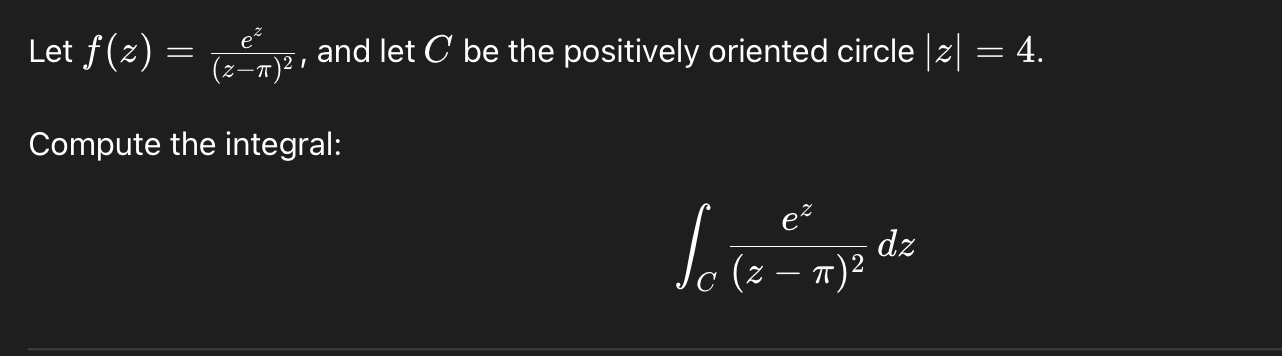 Let $f(z) = \frac{e^z}{(z-\pi)^2}$, and let $C$ be the positively oriented circle $|z| = 4$.
Compute the integral:
$\int_C \frac{e^z}{(z-\pi)^2} \, dz$